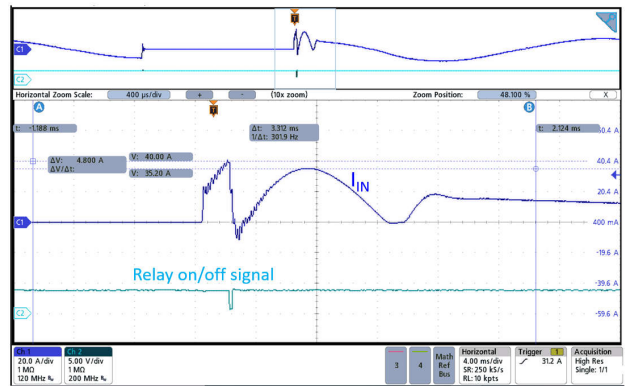 T
C1
C2
Horizontal Zoom Scale: 400 µs/div + - (10x zoom) Zoom Position: 48.100 % X
A T B
t: -1.188 ms Δt: 3.312 ms t: 2.124 ms 60.4 A
1/Δt: 301.9 Hz
ΔV: 4.800 A V: 40.00 A 40.4 A
ΔV/Δt: V: 35.20 A
IIN 20.4 A
C1 400 mA
-19.6 A
Relay on/off signal -39.6 A
C2 -59.6 A
Ch 1 Ch 2 3 4 Math Ref Bus Horizontal Trigger 1 Acquisition
20.0 A/div 5.00 V/div 4.00 ms/div 31.2 A High Res
1 MΩ 1 MΩ SR: 250 kS/s Single: 1/1
120 MHz 200 MHz RL: 10 kpts